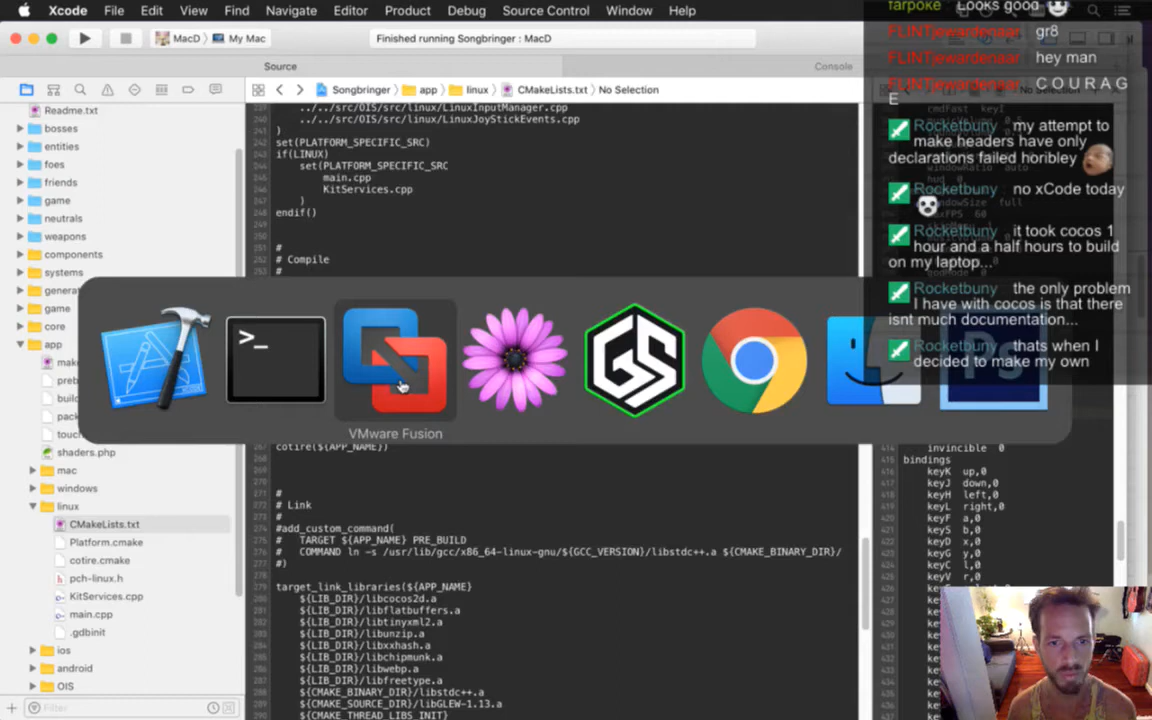 Xcode File Edit View Find Navigate Editor Product Debug Source Control Window Help
MacD My Mac
Finished running Songbringer : MacD
Source
Console
Songbringer app linux CMakeLists.txt No Selection
Readme.txt
bosses
entities
foes
friends
game
neutrals
weapons
components
systems
game
core
app
shaders.php
mac
windows
linux
CMakeLists.txt
Platform.cmake
cotire.cmake
pch-linux.h
KitServices.cpp
main.cpp
.gdbinit
ios
android
OIS
Filter
../../src/OIS/src/linux/LinuxInputManager.cpp
../../src/OIS/src/linux/LinuxJoyStickEvents.cpp
)
set(PLATFORM_SPECIFIC_SRC)
if(LINUX)
set(PLATFORM_SPECIFIC_SRC
main.cpp
KitServices.cpp
)
endif()
#
# Compile
#
>_
GS
Ps
VMware Fusion
cotire(${APP_NAME})
#
# Link
#
#add_custom_command(
# TARGET ${APP_NAME} PRE_BUILD
# COMMAND ln -s /usr/lib/gcc/x86_64-linux-gnu/${GCC_VERSION}/libstdc++.a ${CMAKE_BINARY_DIR}/
#)
target_link_libraries(${APP_NAME}
${LIB_DIR}/libcocos2d.a
${LIB_DIR}/libflatbuffers.a
${LIB_DIR}/libtinyxml2.a
${LIB_DIR}/libunzip.a
${LIB_DIR}/libxxhash.a
${LIB_DIR}/libchipmunk.a
${LIB_DIR}/libwebp.a
${LIB_DIR}/libfreetype.a
${CMAKE_BINARY_DIR}/libstdc++.a
${CMAKE_SOURCE_DIR}/libGLEW-1.13.a
${CMAKE_THREAD_LIBS_INIT}
farpoke Looks good
FLINTjewardenaar gr8
FLINTjewardenaar hey man
FLINTjewardenaar C O U R A G
E
Rocketbuny my attempt to
make headers have only
declarations failed horibley
Rocketbuny no xCode today
Rocketbuny it took cocos 1
hour and a half hours to build
on my laptop...
Rocketbuny the only problem
I have with cocos is that there
isnt much documentation...
Rocketbuny thats when I
decided to make my own
invincible 0
bindings
keyK up,0
keyJ down,0
keyH left,0
keyL right,0
keyF a,0
keyS b,0
keyD x,0
keyG y,0
keyC l,0
keyV r,0